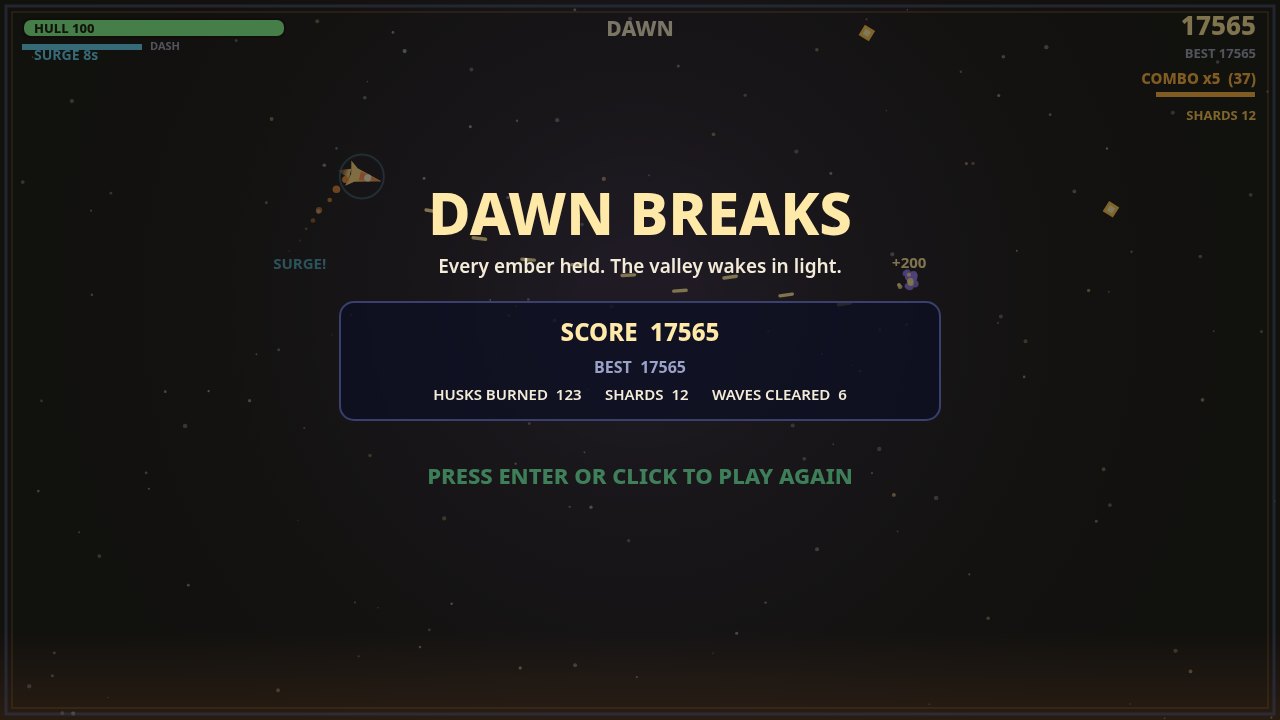 HULL 100
DASH
SURGE 8s
DAWN
17565
BEST 17565
COMBO x5 (37)
SHARDS 12
DAWN BREAKS
Every ember held. The valley wakes in light.
SURGE!
+200
SCORE 17565
BEST 17565
HUSKS BURNED 123 SHARDS 12 WAVES CLEARED 6
PRESS ENTER OR CLICK TO PLAY AGAIN